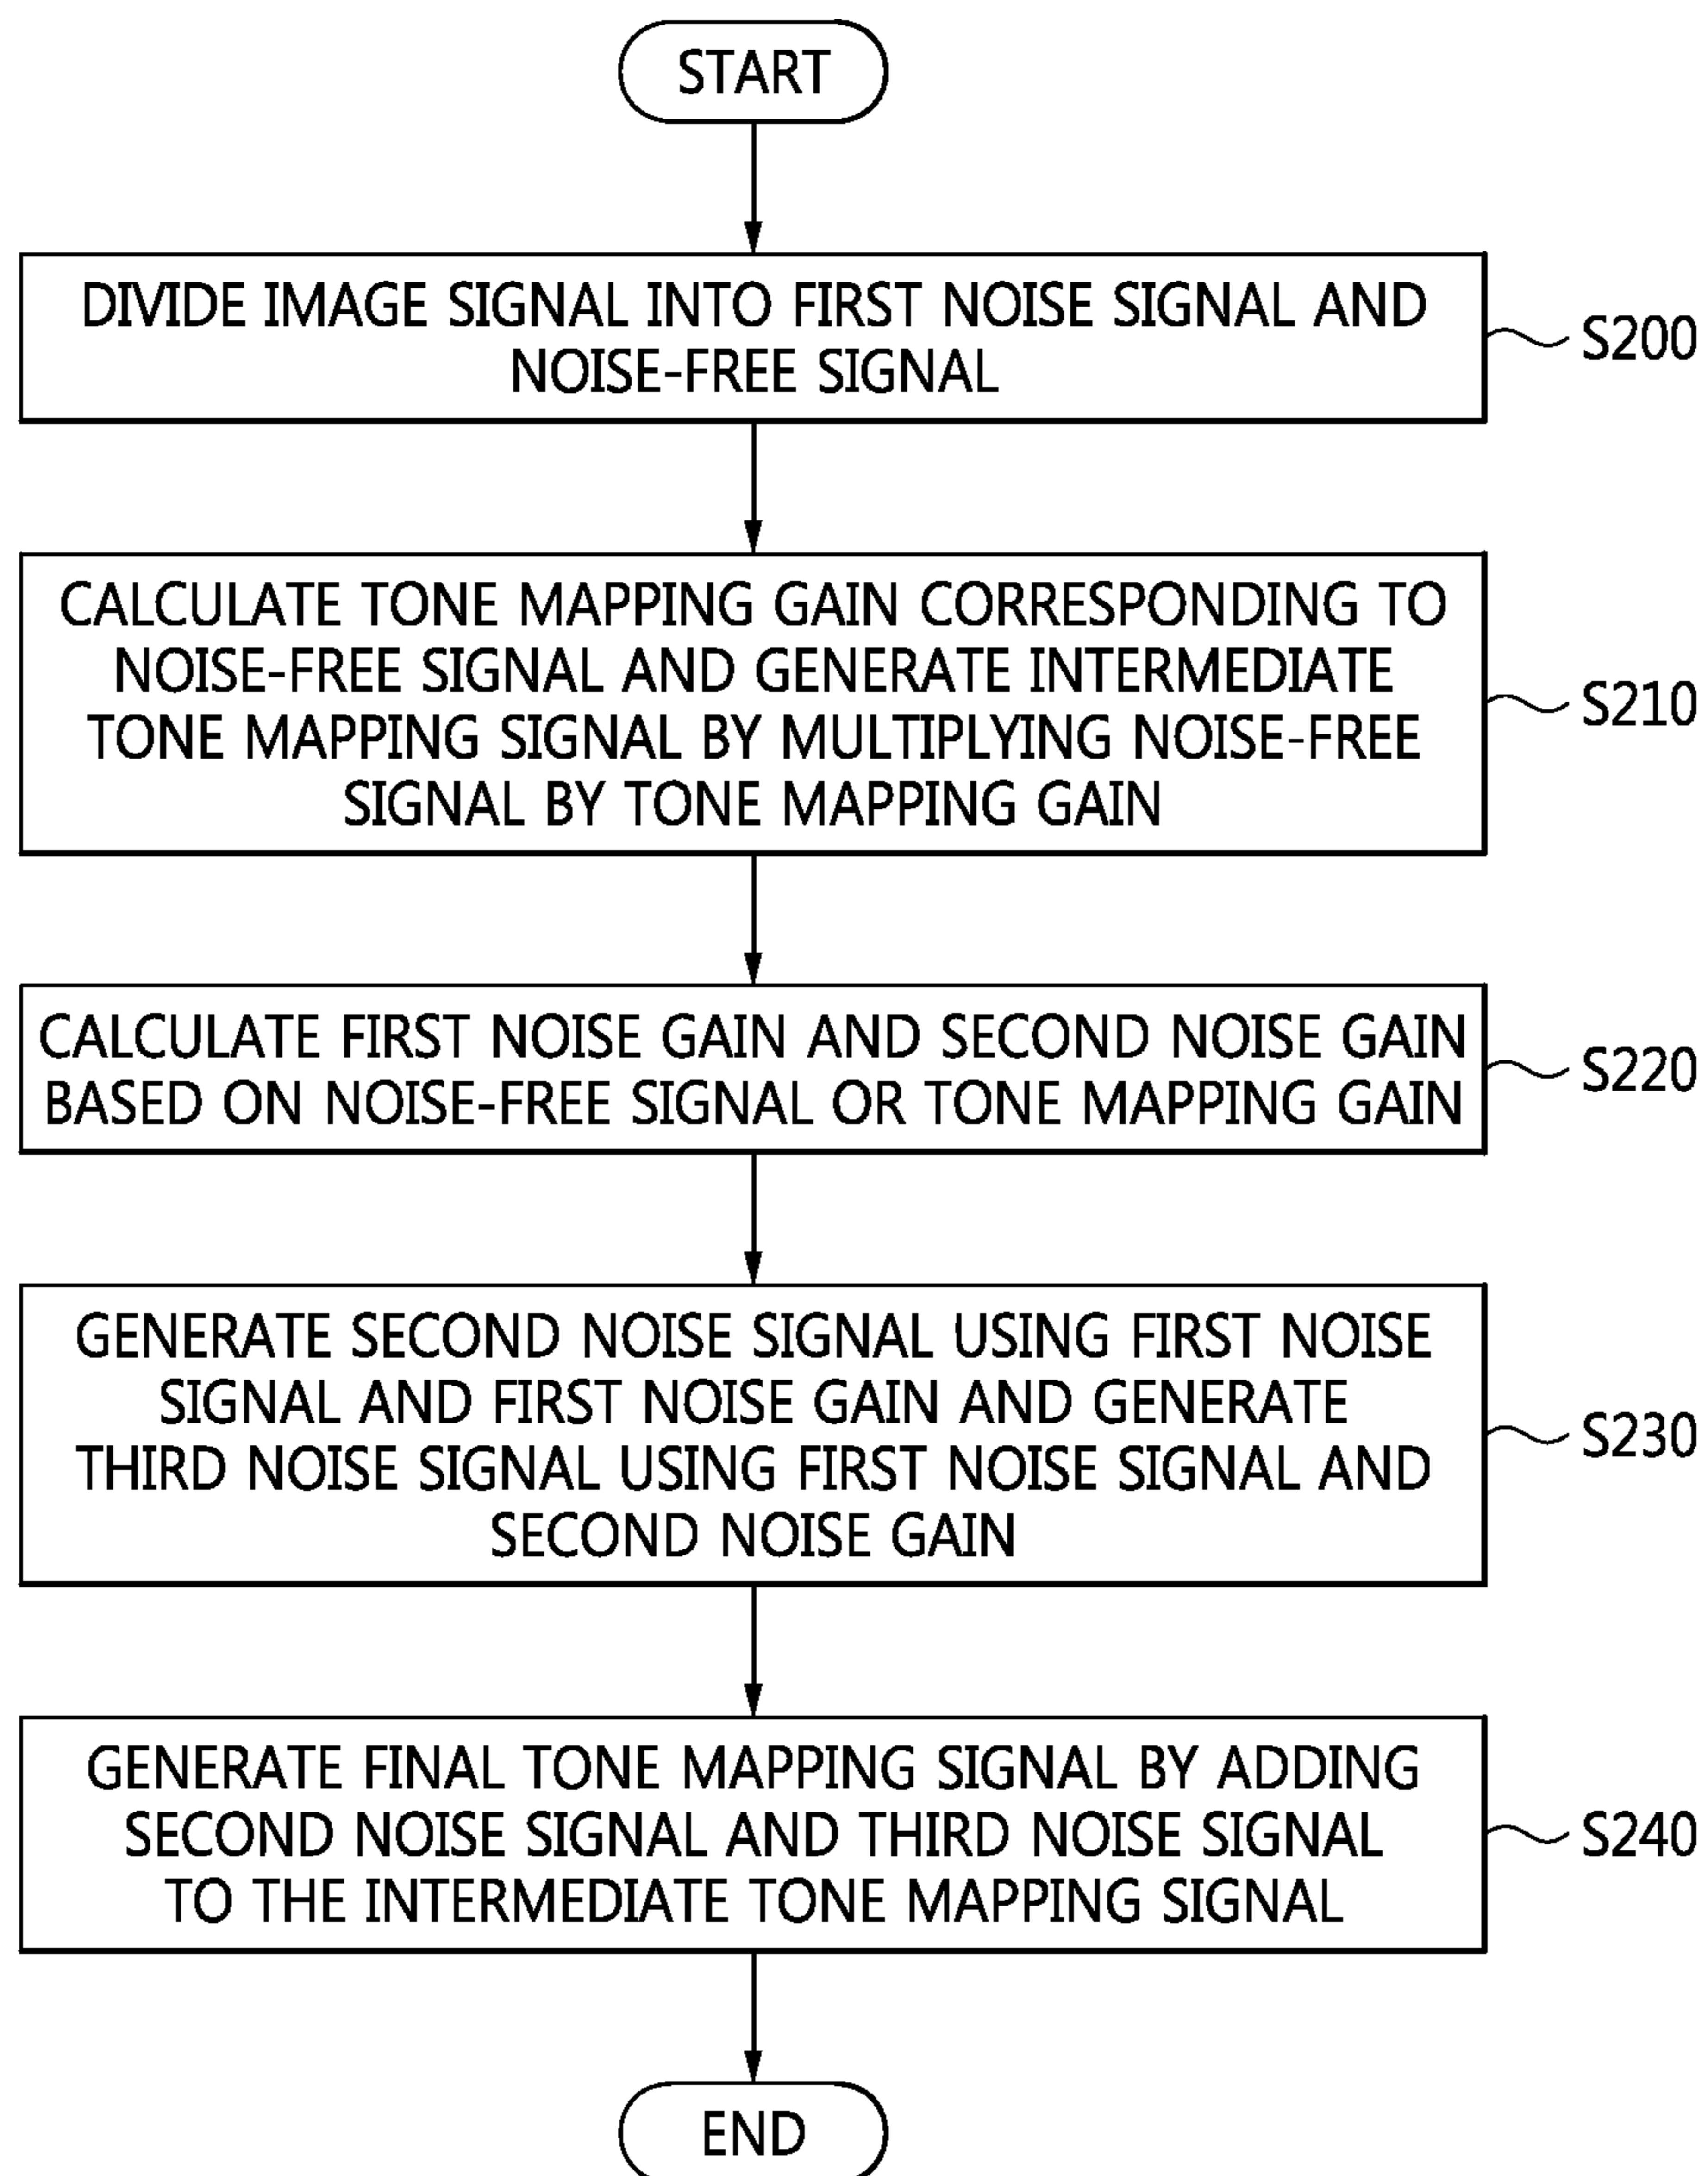 START
DIVIDE IMAGE SIGNAL INTO FIRST NOISE SIGNAL AND
NOISE-FREE SIGNAL
S200
CALCULATE TONE MAPPING GAIN CORRESPONDING TO
NOISE-FREE SIGNAL AND GENERATE INTERMEDIATE
TONE MAPPING SIGNAL BY MULTIPLYING NOISE-FREE
SIGNAL BY TONE MAPPING GAIN
S210
CALCULATE FIRST NOISE GAIN AND SECOND NOISE GAIN
BASED ON NOISE-FREE SIGNAL OR TONE MAPPING GAIN
S220
GENERATE SECOND NOISE SIGNAL USING FIRST NOISE
SIGNAL AND FIRST NOISE GAIN AND GENERATE
THIRD NOISE SIGNAL USING FIRST NOISE SIGNAL AND
SECOND NOISE GAIN
S230
GENERATE FINAL TONE MAPPING SIGNAL BY ADDING
SECOND NOISE SIGNAL AND THIRD NOISE SIGNAL
TO THE INTERMEDIATE TONE MAPPING SIGNAL
S240
END